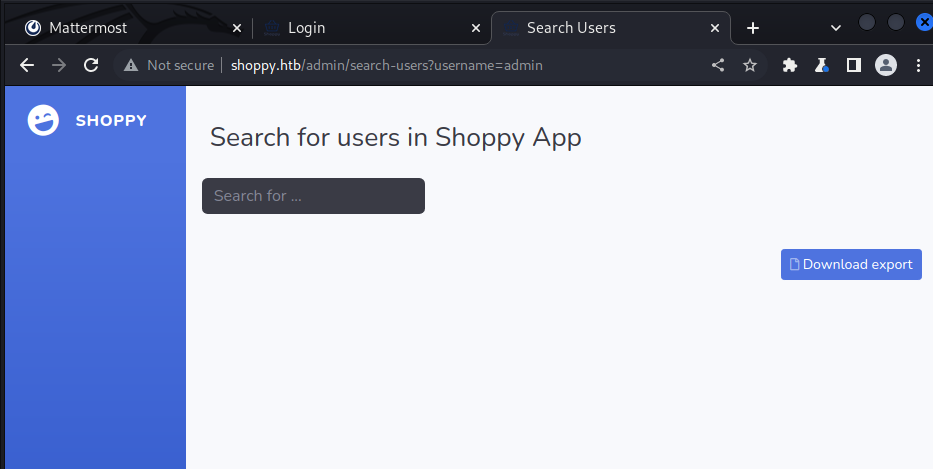 Mattermost
Login
Search Users
Not secure
shoppy.htb/admin/search-users?username=admin
SHOPPY
Search for users in Shoppy App
Search for ...
Download export